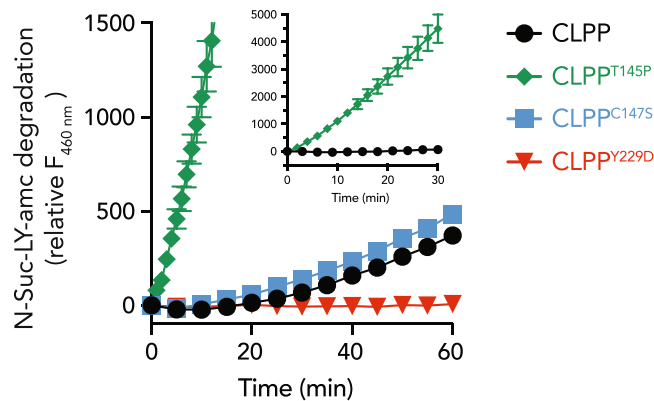 N-Suc-LY-amc degradation
(relative F460 nm)
1500
1000
500
0
0
20
40
60
Time (min)
5000
4000
3000
2000
1000
0
0
10
20
30
Time (min)
CLPP
CLPPT145P
CLPPC147S
CLPPY229D